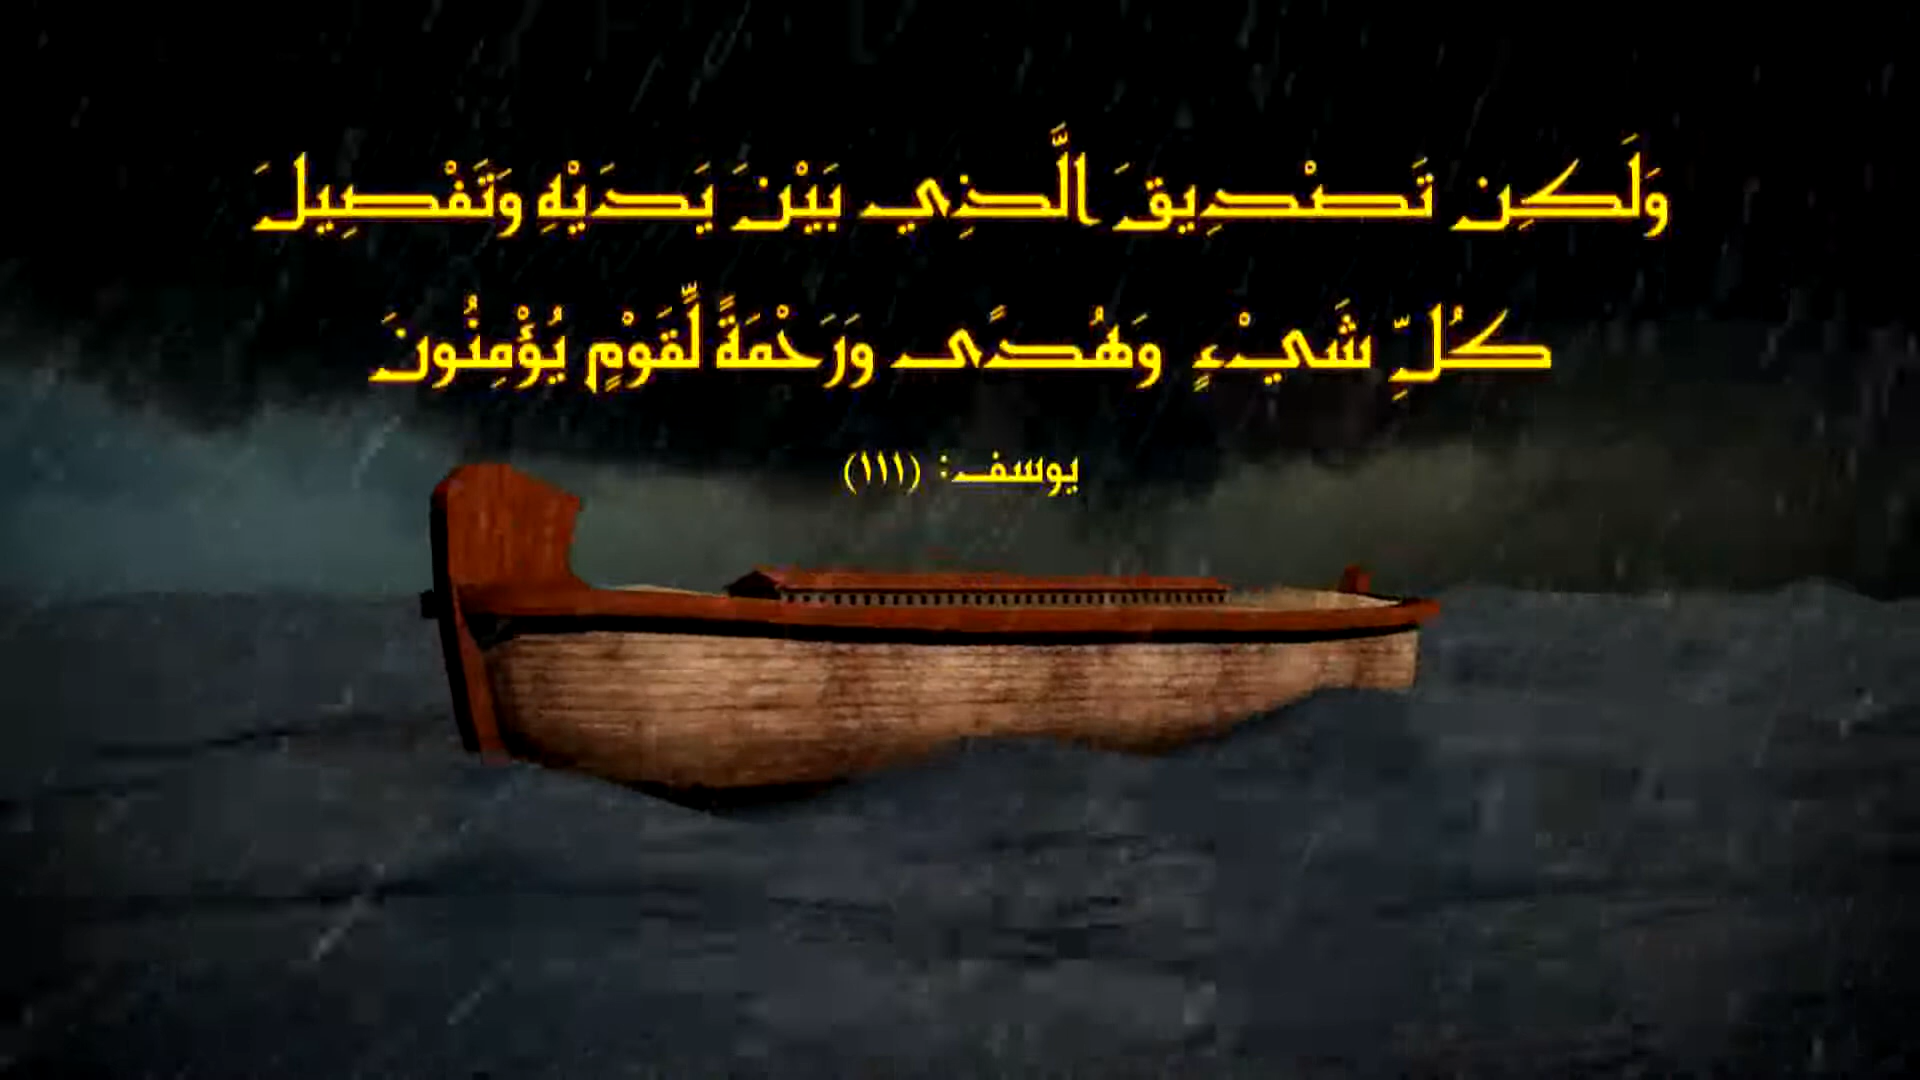 وَلَكِن تَصْدِيقَ الَّذِي بَيْنَ يَدَيْهِ وَتَفْصِيلَ
كُلِّ شَيْءٍ وَهُدًى وَرَحْمَةً لِّقَوْمٍ يُؤْمِنُونَ
يوسف: (١١١)